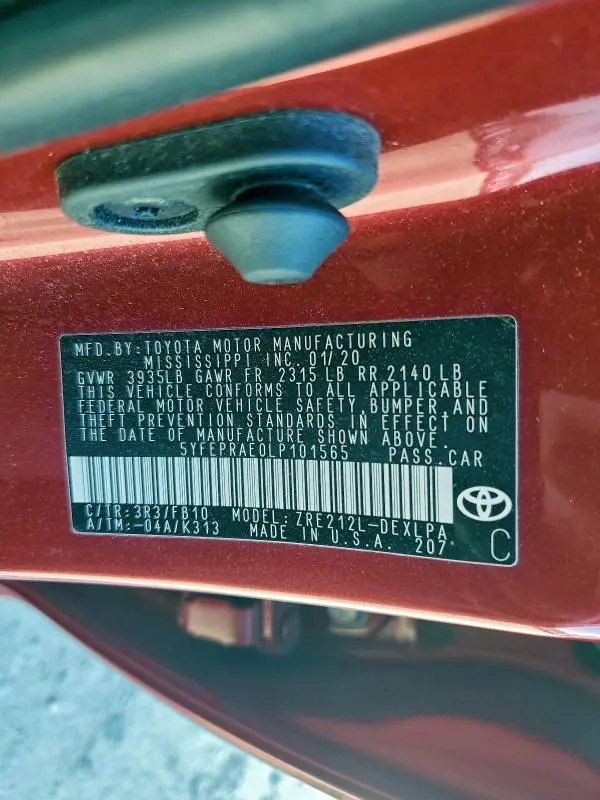 MFD.BY:TOYOTA MOTOR MANUFACTURING
MISSISSIPPI INC. 01/20
GVWR 3935LB GAWR FR 2315 LB RR 2140 LB
THIS VEHICLE CONFORMS TO ALL APPLICABLE
FEDERAL MOTOR VEHICLE SAFETY,BUMPER,AND
THEFT PREVENTION STANDARDS IN EFFECT ON
THE DATE OF MANUFACTURE SHOWN ABOVE.
5YFEPRAE0LP101565 PASS.CAR
C/TR:3R3/FB10 MODEL:ZRE212L-DEXLPA
A/TM:-04A/K313 MADE IN U.S.A. 207
C